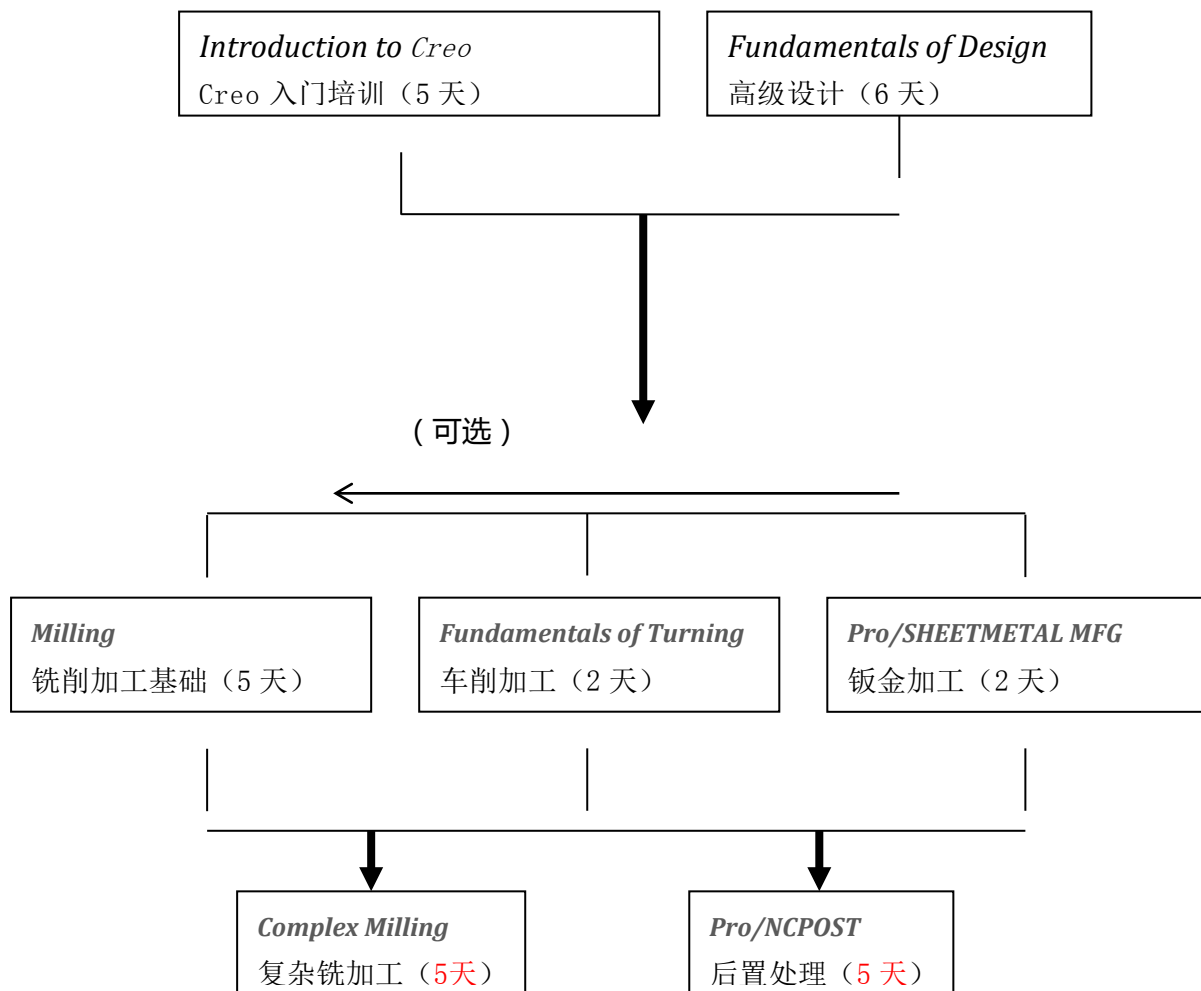 Introduction to Creo
Creo 入门培训（5 天）
Fundamentals of Design
高级设计（6 天）
（可选）
Milling
铣削加工基础（5 天）
Fundamentals of Turning
车削加工（2 天）
Pro/SHEETMETAL MFG
钣金加工（2 天）
Complex Milling
复杂铣加工（5天）
Pro/NCPOST
后置处理（5 天）